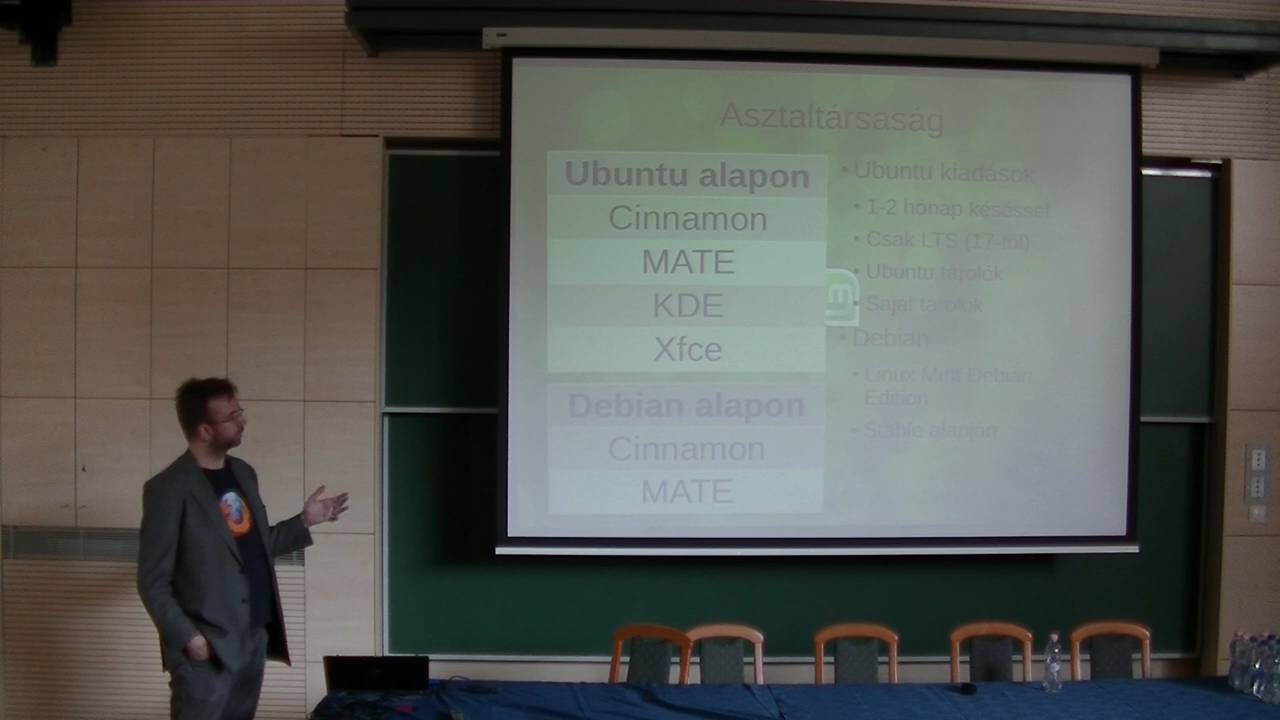 Asztaltársaság
Ubuntu alapon
Cinnamon
MATE
KDE
Xfce
Debian alapon
Cinnamon
MATE
• Ubuntu kiadások
• 1-2 hónap késéssel
• Csak LTS (17-től)
• Ubuntu tárolók
• Saját tárolók
• Debian
• Linux Mint Debian
Edition
• Stable alapján